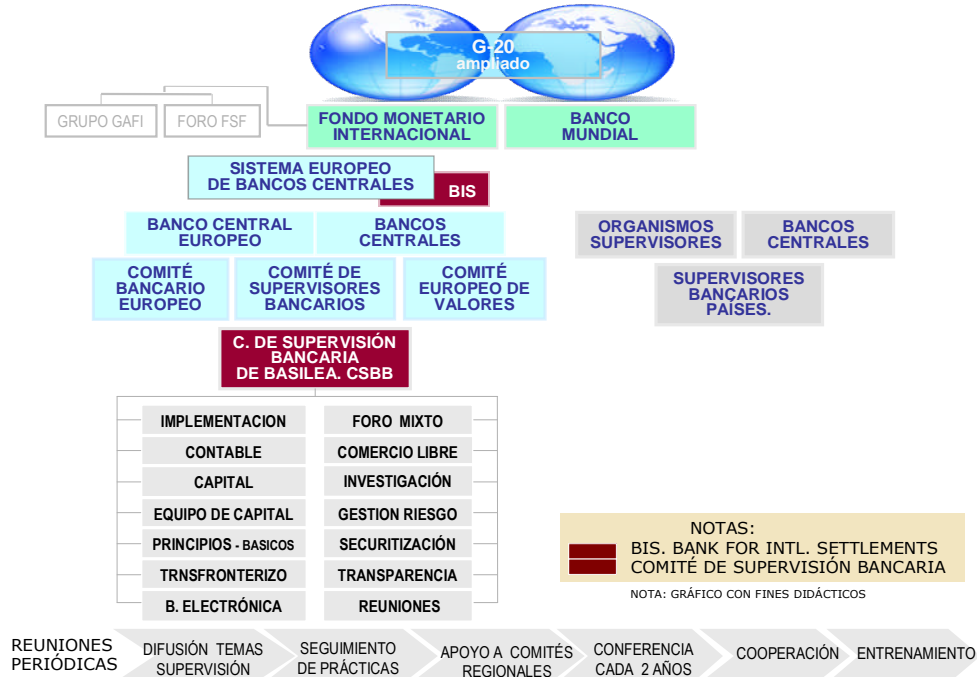 G-20
ampliado
GRUPO GAFI
FORO FSF
FONDO MONETARIO
INTERNACIONAL
BANCO
MUNDIAL
SISTEMA EUROPEO
DE BANCOS CENTRALES
BIS
BANCO CENTRAL
EUROPEO
BANCOS
CENTRALES
ORGANISMOS
SUPERVISORES
BANCOS
CENTRALES
COMITÉ
BANCARIO
EUROPEO
COMITÉ DE
SUPERVISORES
BANCARIOS
COMITÉ
EUROPEO DE
VALORES
SUPERVISORES
BANCARIOS
PAÍSES.
C. DE SUPERVISIÓN
BANCARIA
DE BASILEA. CSBB
IMPLEMENTACION
FORO MIXTO
CONTABLE
COMERCIO LIBRE
CAPITAL
INVESTIGACIÓN
EQUIPO DE CAPITAL
GESTION RIESGO
PRINCIPIOS - BASICOS
SECURITIZACIÓN
TRNSFRONTERIZO
TRANSPARENCIA
B. ELECTRÓNICA
REUNIONES
NOTAS:
BIS. BANK FOR INTL. SETTLEMENTS
COMITÉ DE SUPERVISIÓN BANCARIA
NOTA: GRÁFICO CON FINES DIDÁCTICOS
REUNIONES
PERIÓDICAS
DIFUSIÓN TEMAS
SUPERVISIÓN
SEGUIMIENTO
DE PRÁCTICAS
APOYO A COMITÉS
REGIONALES
CONFERENCIA
CADA 2 AÑOS
COOPERACIÓN
ENTRENAMIENTO